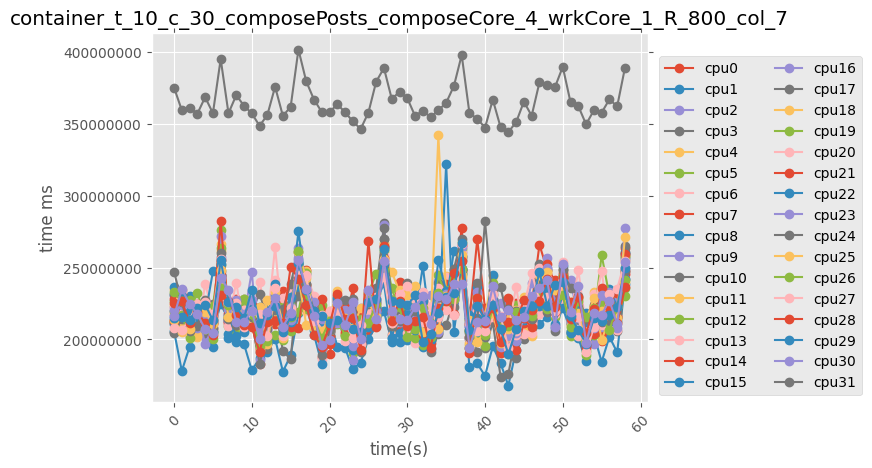 container_t_10_c_30_composePosts_composeCore_4_wrkCore_1_R_800_col_7
400000000
350000000
300000000
250000000
200000000
time ms
0
10
20
30
40
50
60
time(s)
cpu0
cpu1
cpu2
cpu3
cpu4
cpu5
cpu6
cpu7
cpu8
cpu9
cpu10
cpu11
cpu12
cpu13
cpu14
cpu15
cpu16
cpu17
cpu18
cpu19
cpu20
cpu21
cpu22
cpu23
cpu24
cpu25
cpu26
cpu27
cpu28
cpu29
cpu30
cpu31